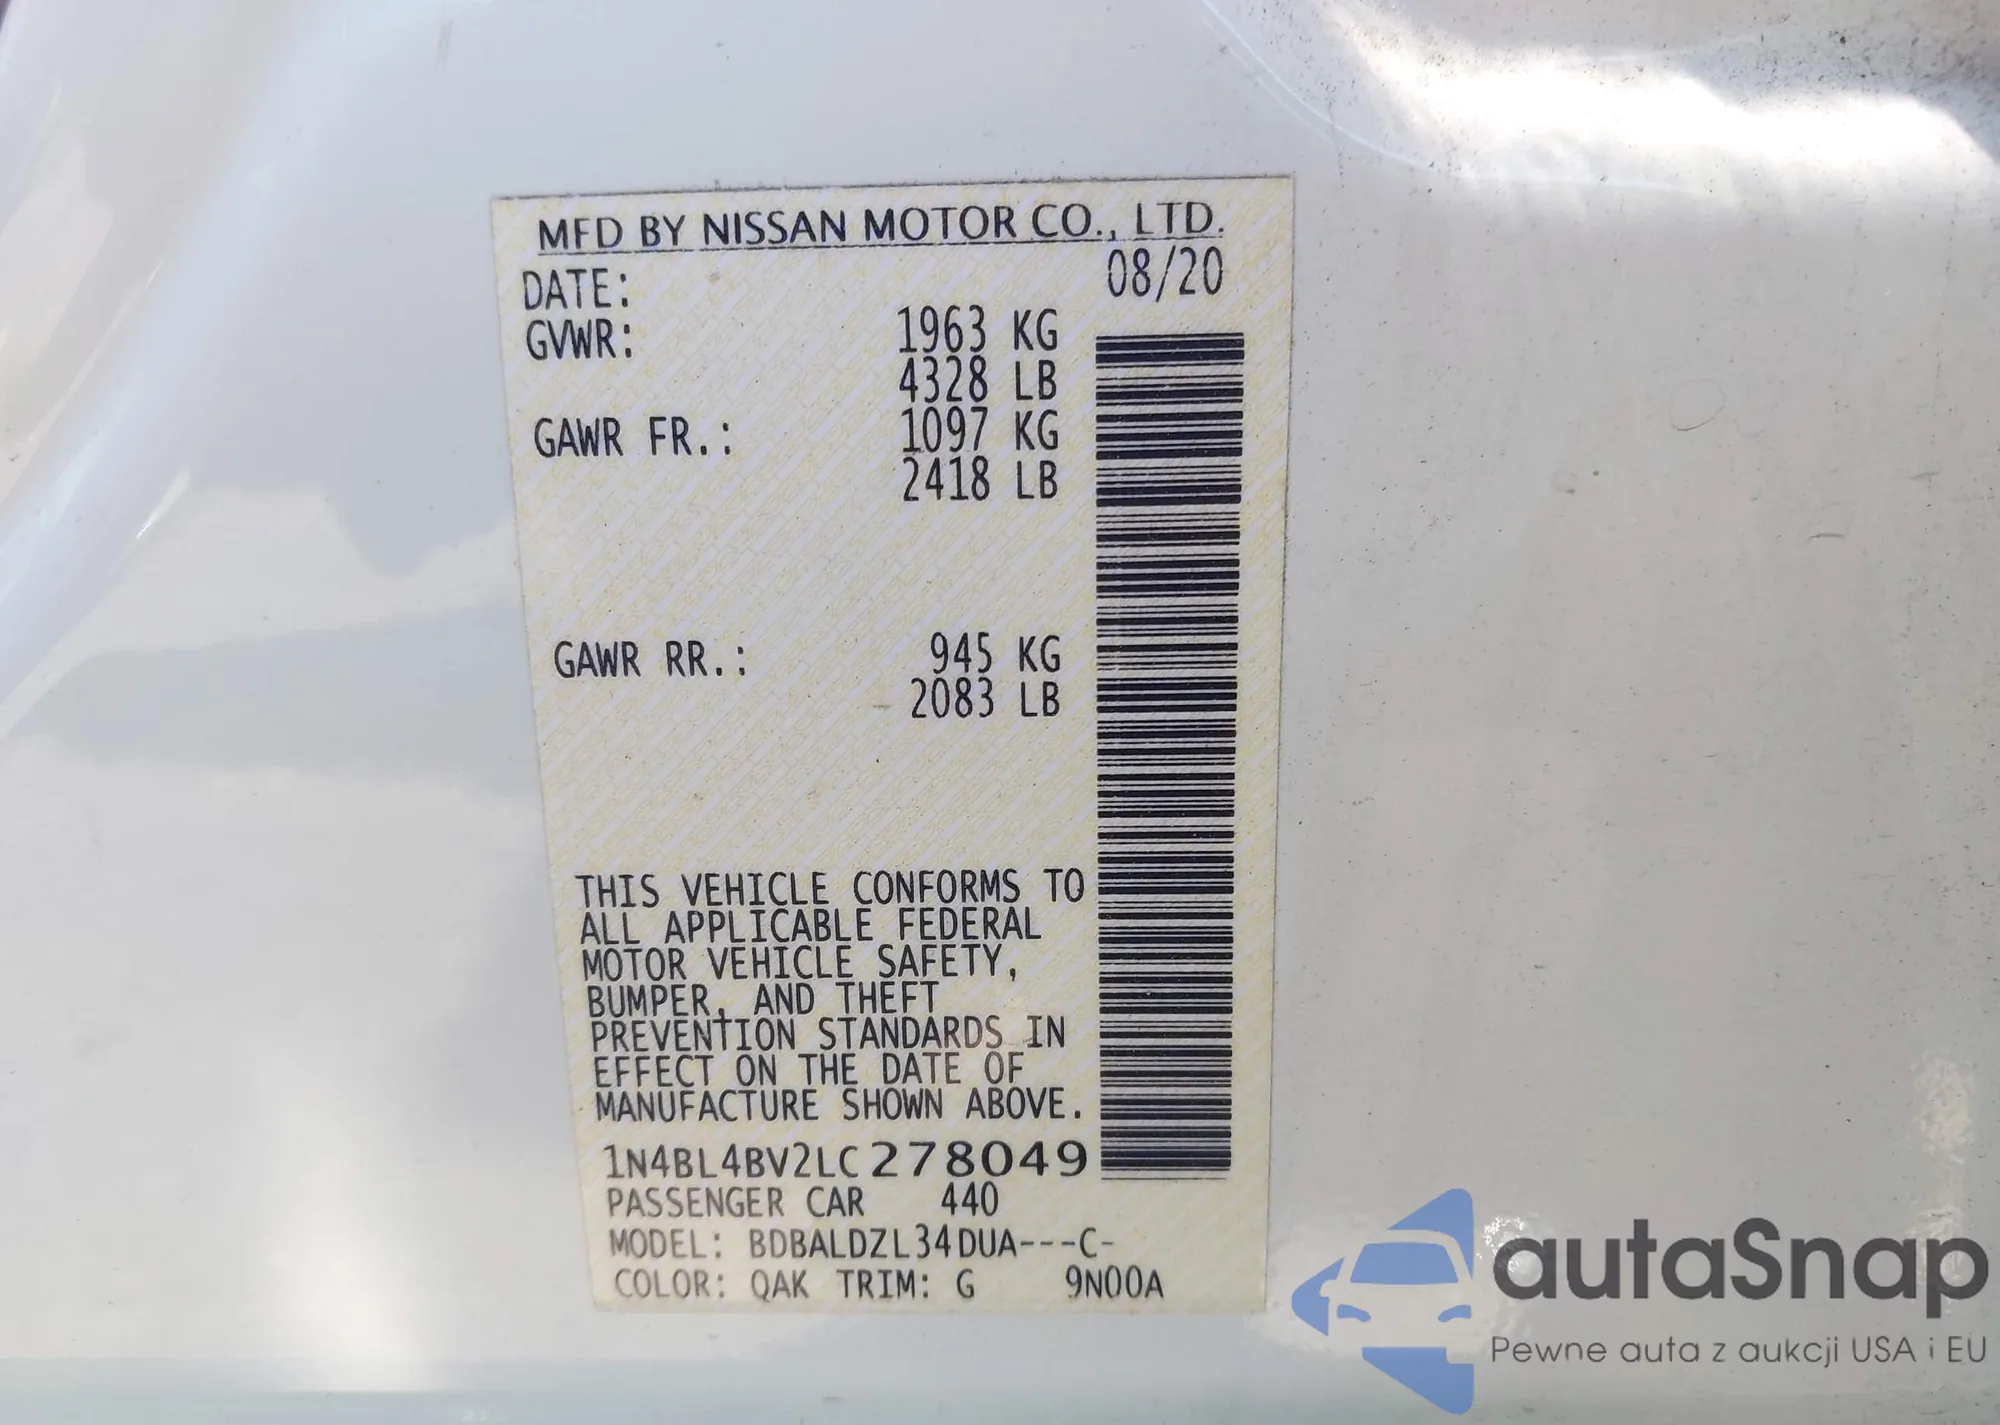 MFD BY NISSAN MOTOR CO., LTD.
DATE: 08/20
GVWR: 1963 KG
4328 LB
GAWR FR.: 1097 KG
2418 LB
GAWR RR.: 945 KG
2083 LB
THIS VEHICLE CONFORMS TO
ALL APPLICABLE FEDERAL
MOTOR VEHICLE SAFETY,
BUMPER, AND THEFT
PREVENTION STANDARDS IN
EFFECT ON THE DATE OF
MANUFACTURE SHOWN ABOVE.
1N4BL4BV2LC278049
PASSENGER CAR 440
MODEL: BDBALDZL34DUA---C-
COLOR: QAK TRIM: G 9N00A
autaSnap
Pewne auta z aukcji USA i EU